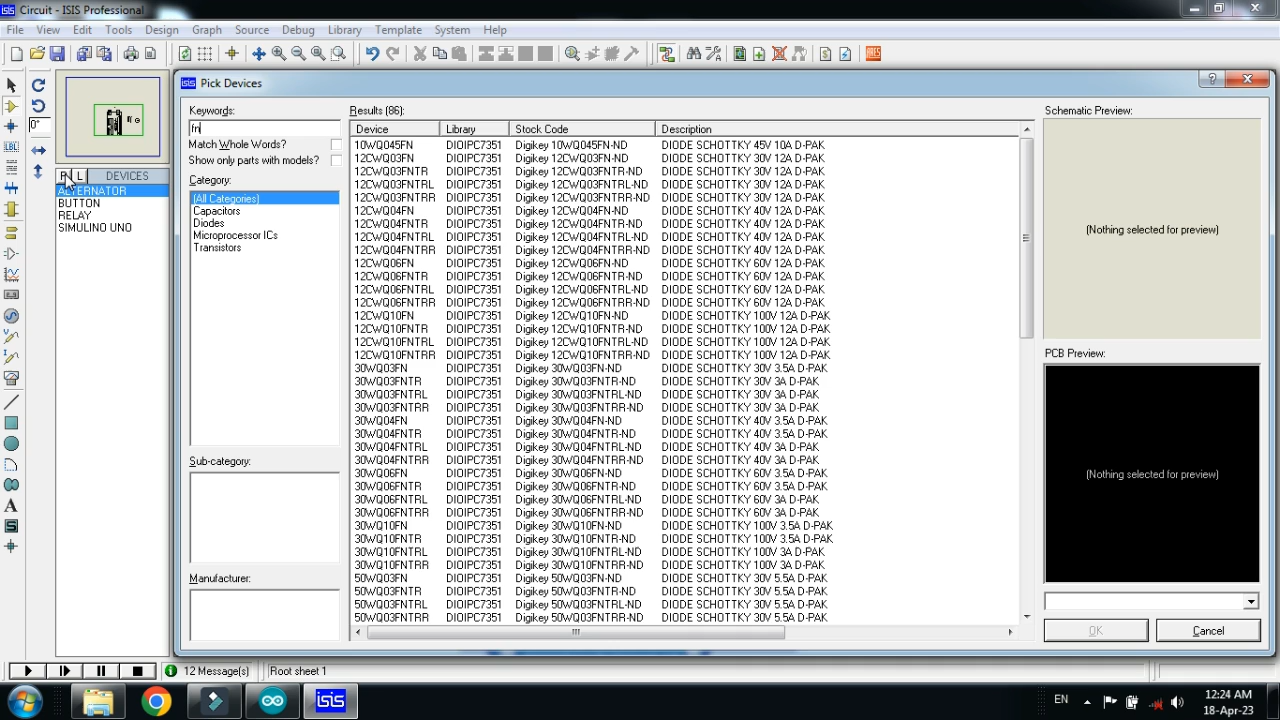 Circuit - ISIS Professional
File View Edit Tools Design Graph Source Debug Library Template System Help
Pick Devices
Keywords:
fn
Match Whole Words?
Show only parts with models?
Category:
(All Categories)
Capacitors
Diodes
Microprocessor ICs
Transistors
Sub-category:
Manufacturer:
0°
P L DEVICES
ALTERNATOR
BUTTON
RELAY
SIMULINO UNO
Results (86):
Device Library Stock Code Description
10WQ045FN DIOIPC7351 Digikey 10WQ045FN-ND DIODE SCHOTTKY 45V 10A D-PAK
12CWQ03FN DIOIPC7351 Digikey 12CWQ03FN-ND DIODE SCHOTTKY 30V 12A D-PAK
12CWQ03FNTR DIOIPC7351 Digikey 12CWQ03FNTR-ND DIODE SCHOTTKY 30V 12A D-PAK
12CWQ03FNTRL DIOIPC7351 Digikey 12CWQ03FNTRL-ND DIODE SCHOTTKY 30V 12A D-PAK
12CWQ03FNTRR DIOIPC7351 Digikey 12CWQ03FNTRR-ND DIODE SCHOTTKY 30V 12A D-PAK
12CWQ04FN DIOIPC7351 Digikey 12CWQ04FN-ND DIODE SCHOTTKY 40V 12A D-PAK
12CWQ04FNTR DIOIPC7351 Digikey 12CWQ04FNTR-ND DIODE SCHOTTKY 40V 12A D-PAK
12CWQ04FNTRL DIOIPC7351 Digikey 12CWQ04FNTRL-ND DIODE SCHOTTKY 40V 12A D-PAK
12CWQ04FNTRR DIOIPC7351 Digikey 12CWQ04FNTRR-ND DIODE SCHOTTKY 40V 12A D-PAK
12CWQ06FN DIOIPC7351 Digikey 12CWQ06FN-ND DIODE SCHOTTKY 60V 12A D-PAK
12CWQ06FNTR DIOIPC7351 Digikey 12CWQ06FNTR-ND DIODE SCHOTTKY 60V 12A D-PAK
12CWQ06FNTRL DIOIPC7351 Digikey 12CWQ06FNTRL-ND DIODE SCHOTTKY 60V 12A D-PAK
12CWQ06FNTRR DIOIPC7351 Digikey 12CWQ06FNTRR-ND DIODE SCHOTTKY 60V 12A D-PAK
12CWQ10FN DIOIPC7351 Digikey 12CWQ10FN-ND DIODE SCHOTTKY 100V 12A D-PAK
12CWQ10FNTR DIOIPC7351 Digikey 12CWQ10FNTR-ND DIODE SCHOTTKY 100V 12A D-PAK
12CWQ10FNTRL DIOIPC7351 Digikey 12CWQ10FNTRL-ND DIODE SCHOTTKY 100V 12A D-PAK
12CWQ10FNTRR DIOIPC7351 Digikey 12CWQ10FNTRR-ND DIODE SCHOTTKY 100V 12A D-PAK
30WQ03FN DIOIPC7351 Digikey 30WQ03FN-ND DIODE SCHOTTKY 30V 3.5A D-PAK
30WQ03FNTR DIOIPC7351 Digikey 30WQ03FNTR-ND DIODE SCHOTTKY 30V 3A D-PAK
30WQ03FNTRL DIOIPC7351 Digikey 30WQ03FNTRL-ND DIODE SCHOTTKY 30V 3A D-PAK
30WQ03FNTRR DIOIPC7351 Digikey 30WQ03FNTRR-ND DIODE SCHOTTKY 30V 3A D-PAK
30WQ04FN DIOIPC7351 Digikey 30WQ04FN-ND DIODE SCHOTTKY 40V 3.5A D-PAK
30WQ04FNTR DIOIPC7351 Digikey 30WQ04FNTR-ND DIODE SCHOTTKY 40V 3.5A D-PAK
30WQ04FNTRL DIOIPC7351 Digikey 30WQ04FNTRL-ND DIODE SCHOTTKY 40V 3A D-PAK
30WQ04FNTRR DIOIPC7351 Digikey 30WQ04FNTRR-ND DIODE SCHOTTKY 40V 3A D-PAK
30WQ06FN DIOIPC7351 Digikey 30WQ06FN-ND DIODE SCHOTTKY 60V 3.5A D-PAK
30WQ06FNTR DIOIPC7351 Digikey 30WQ06FNTR-ND DIODE SCHOTTKY 60V 3.5A D-PAK
30WQ06FNTRL DIOIPC7351 Digikey 30WQ06FNTRL-ND DIODE SCHOTTKY 60V 3A D-PAK
30WQ06FNTRR DIOIPC7351 Digikey 30WQ06FNTRR-ND DIODE SCHOTTKY 60V 3A D-PAK
30WQ10FN DIOIPC7351 Digikey 30WQ10FN-ND DIODE SCHOTTKY 100V 3.5A D-PAK
30WQ10FNTR DIOIPC7351 Digikey 30WQ10FNTR-ND DIODE SCHOTTKY 100V 3.5A D-PAK
30WQ10FNTRL DIOIPC7351 Digikey 30WQ10FNTRL-ND DIODE SCHOTTKY 100V 3A D-PAK
30WQ10FNTRR DIOIPC7351 Digikey 30WQ10FNTRR-ND DIODE SCHOTTKY 100V 3A D-PAK
50WQ03FN DIOIPC7351 Digikey 50WQ03FN-ND DIODE SCHOTTKY 30V 5.5A D-PAK
50WQ03FNTR DIOIPC7351 Digikey 50WQ03FNTR-ND DIODE SCHOTTKY 30V 5.5A D-PAK
50WQ03FNTRL DIOIPC7351 Digikey 50WQ03FNTRL-ND DIODE SCHOTTKY 30V 5.5A D-PAK
50WQ03FNTRR DIOIPC7351 Digikey 50WQ03FNTRR-ND DIODE SCHOTTKY 30V 5.5A D-PAK
Schematic Preview:
(Nothing selected for preview)
PCB Preview:
(Nothing selected for preview)
OK Cancel
12 Message(s) Root sheet 1
isis EN 12:24 AM
18-Apr-23